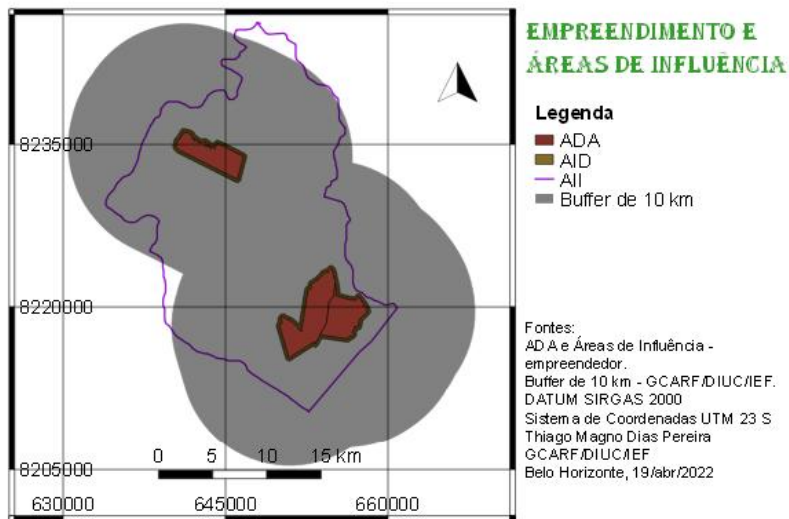 EMPREENDIMENTO E
ÁREAS DE INFLUÊNCIA
Legenda
ADA
AID
AII
Buffer de 10 km
8235000
8220000
8205000
0 5 10 15 km
630000 645000 660000
Fontes:
ADA e Áreas de Influência -
empreendedor.
Buffer de 10 km - GCARF/DIUC/IEF.
DATUM SIRGAS 2000
Sistema de Coordenadas UTM 23 S
Thiago Magno Dias Pereira
GCARF/DIUC/IEF
Belo Horizonte, 19/abr/2022